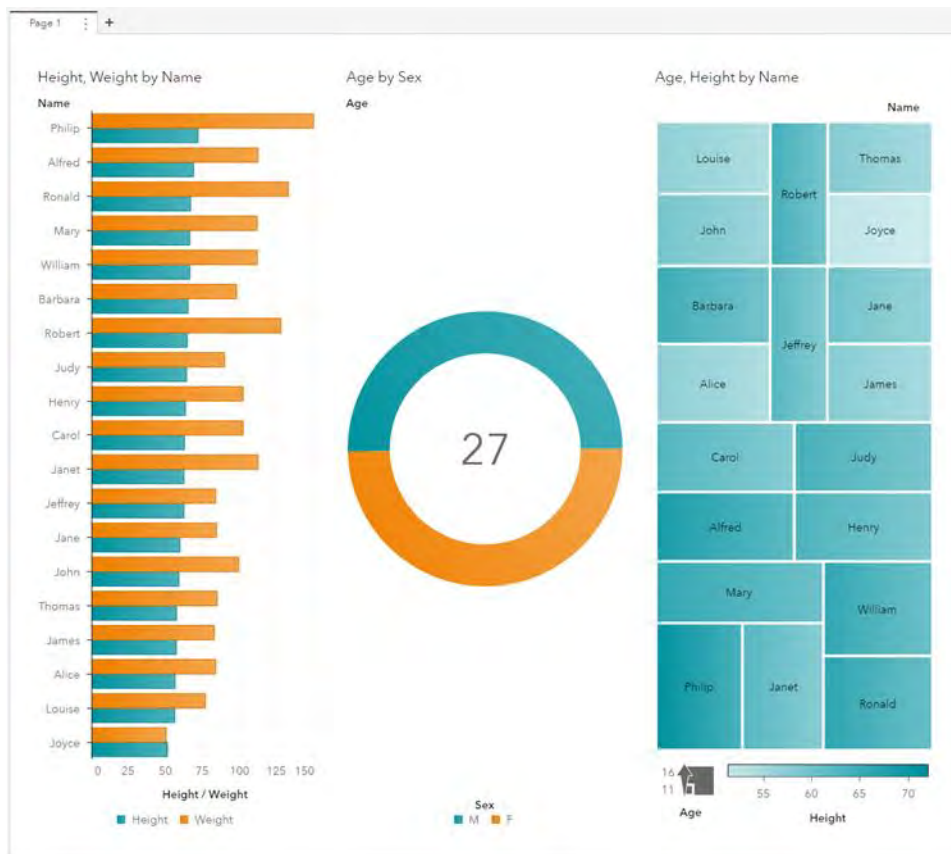 Page 1
+
Height, Weight by Name
Name
Philip
Alfred
Ronald
Mary
William
Barbara
Robert
Judy
Henry
Carol
Janet
Jeffrey
Jane
John
Thomas
James
Alice
Louise
Joyce
0 25 50 75 100 125 150
Height / Weight
Height Weight
Age by Sex
Age
27
Sex
M F
Age, Height by Name
Name
Louise
Robert
Thomas
John
Joyce
Barbara
Jeffrey
Jane
Alice
James
Carol
Judy
Alfred
Henry
Mary
William
Philip
Janet
Ronald
16
11
Age
55 60 65 70
Height